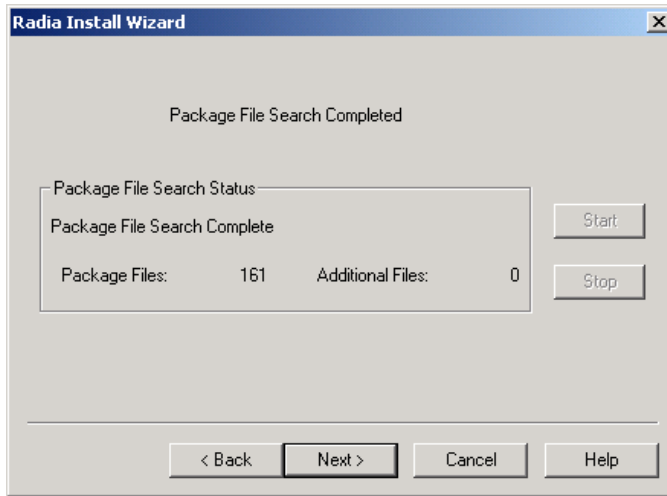 Radia Install Wizard
Package File Search Completed
Package File Search Status
Package File Search Complete
Package Files: 161 Additional Files: 0
Start
Stop
< Back Next > Cancel Help